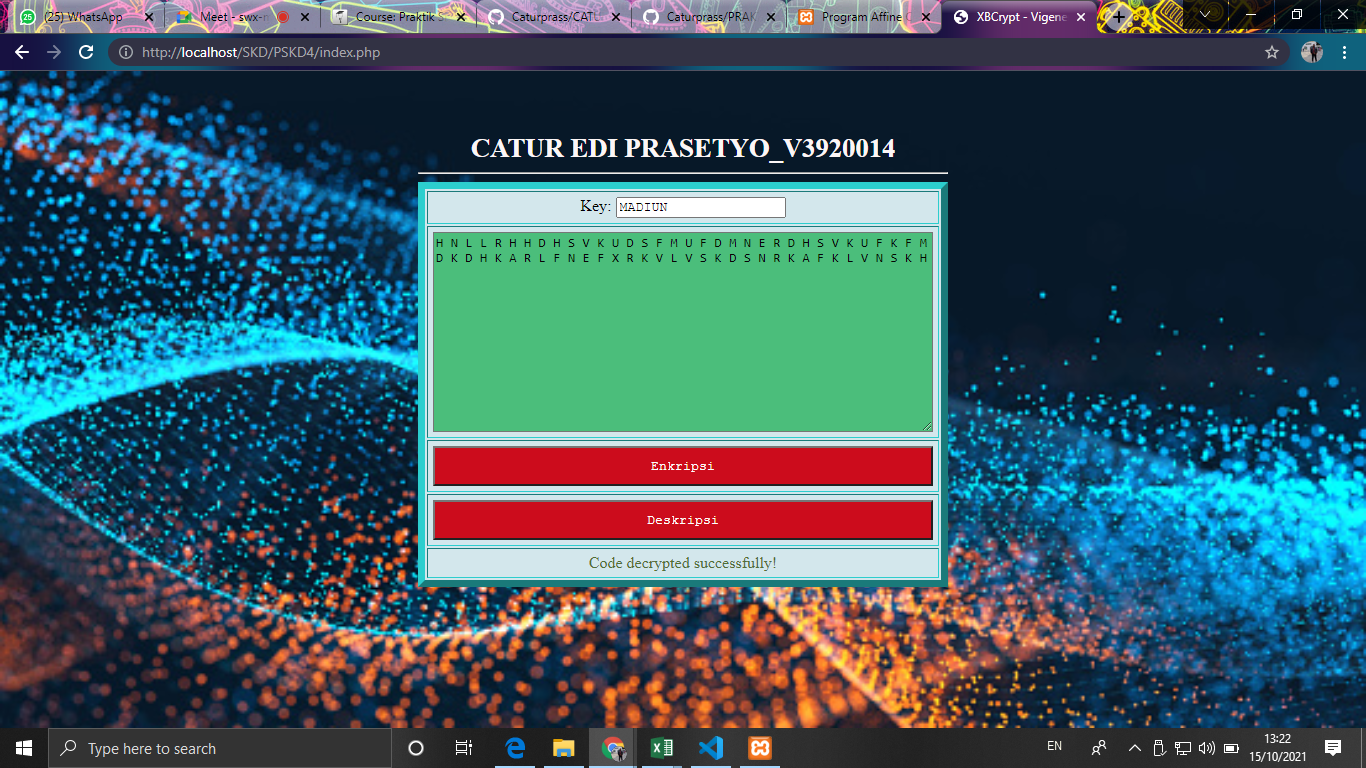 (25) WhatsApp
Meet - swx-m
Course: Praktik S
Caturprass/CATU
Caturprass/PRAK
Program Affine C
XBCrypt - Vigene
http://localhost/SKD/PSKD4/index.php
CATUR EDI PRASETYO_V3920014
Key: MADIUN
H N L L R H H D H S V K U D S F M U F D M N E R D H S V K U F K F M
D K D H K A R L F N E F X R K V L V S K D S N R K A F K L V N S K H
Enkripsi
Deskripsi
Code decrypted successfully!
Type here to search
EN
13:22
15/10/2021